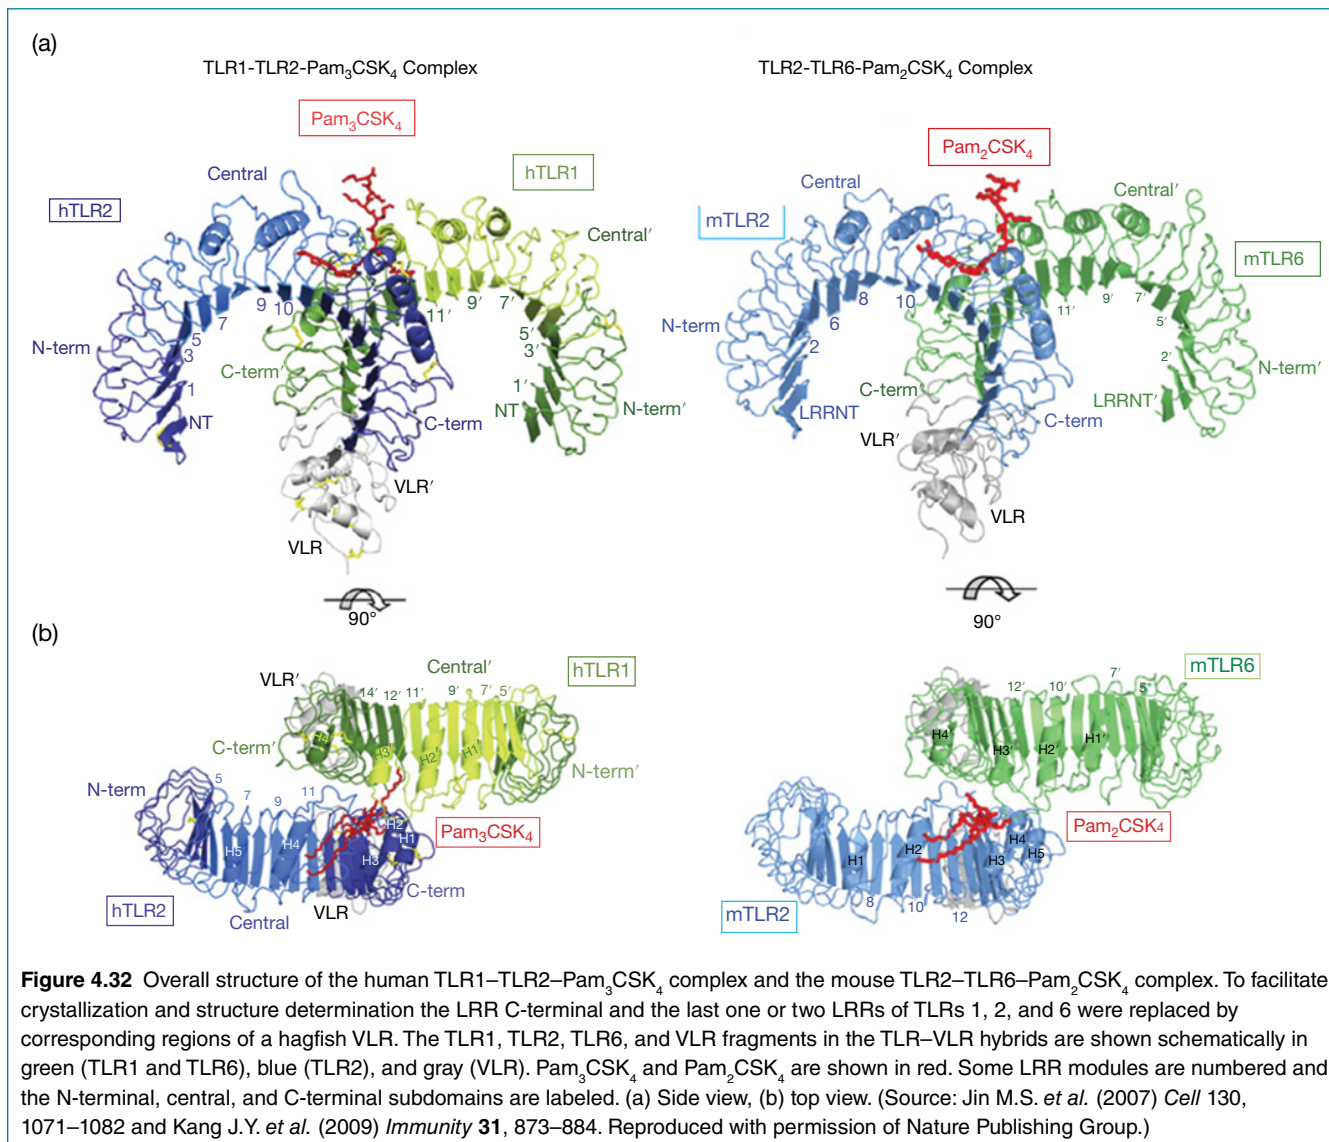 (a)
TLR1-TLR2-Pam₃CSK₄ Complex
TLR2-TLR6-Pam₂CSK₄ Complex
Pam₃CSK₄
hTLR1
Central
hTLR2
Central′
9
10
7
5
3
1
N-term
NT
C-term′
11′
9′
7′
5′
3′
1′
NT
N-term′
C-term
VLR′
VLR
90°
Pam₂CSK₄
Central
Central′
mTLR2
mTLR6
N-term
8
10
6
2
LRRNT
11′
9′
7′
5′
2′
N-term′
LRRNT′
C-term′
C-term
VLR′
VLR
90°
(b)
VLR′
Central′
hTLR1
14′
12′
11′
9′
7′
5′
C-term′
H4′
H3′
H2′
H1′
N-term′
N-term
5
7
9
11
Pam₃CSK₄
H5
H4
H3
H2
H1
C-term
hTLR2
Central
VLR
mTLR6
12′
10′
7′
5″
H4′
H3′
H2′
H1′
Pam₂CSK₄
H1
H2
H3
H4
H5
mTLR2
8
10
12
Figure 4.32 Overall structure of the human TLR1–TLR2–Pam₃CSK₄ complex and the mouse TLR2–TLR6–Pam₂CSK₄ complex. To facilitate
crystallization and structure determination the LRR C-terminal and the last one or two LRRs of TLRs 1, 2, and 6 were replaced by
corresponding regions of a hagfish VLR. The TLR1, TLR2, TLR6, and VLR fragments in the TLR–VLR hybrids are shown schematically in
green (TLR1 and TLR6), blue (TLR2), and gray (VLR). Pam₃CSK₄ and Pam₂CSK₄ are shown in red. Some LRR modules are numbered and
the N-terminal, central, and C-terminal subdomains are labeled. (a) Side view, (b) top view. (Source: Jin M.S. et al. (2007) Cell 130,
1071–1082 and Kang J.Y. et al. (2009) Immunity 31, 873–884. Reproduced with permission of Nature Publishing Group.)